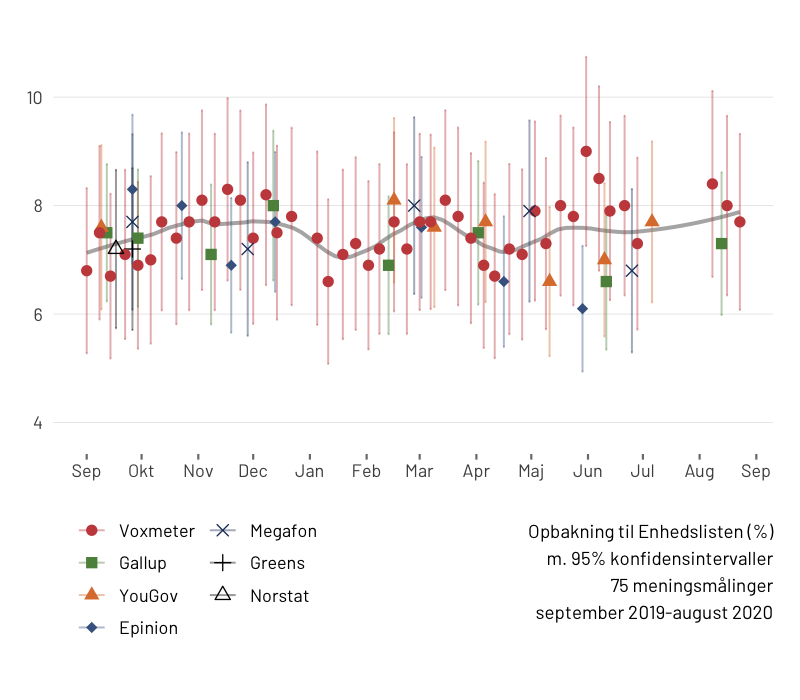 10
8
6
4
Sep Okt Nov Dec Jan Feb Mar Apr Maj Jun Jul Aug Sep
Voxmeter Megafon
Gallup Greens
YouGov Norstat
Epinion
Opbakning til Enhedslisten (%)
m. 95% konfidensintervaller
75 meningsmålinger
september 2019-august 2020